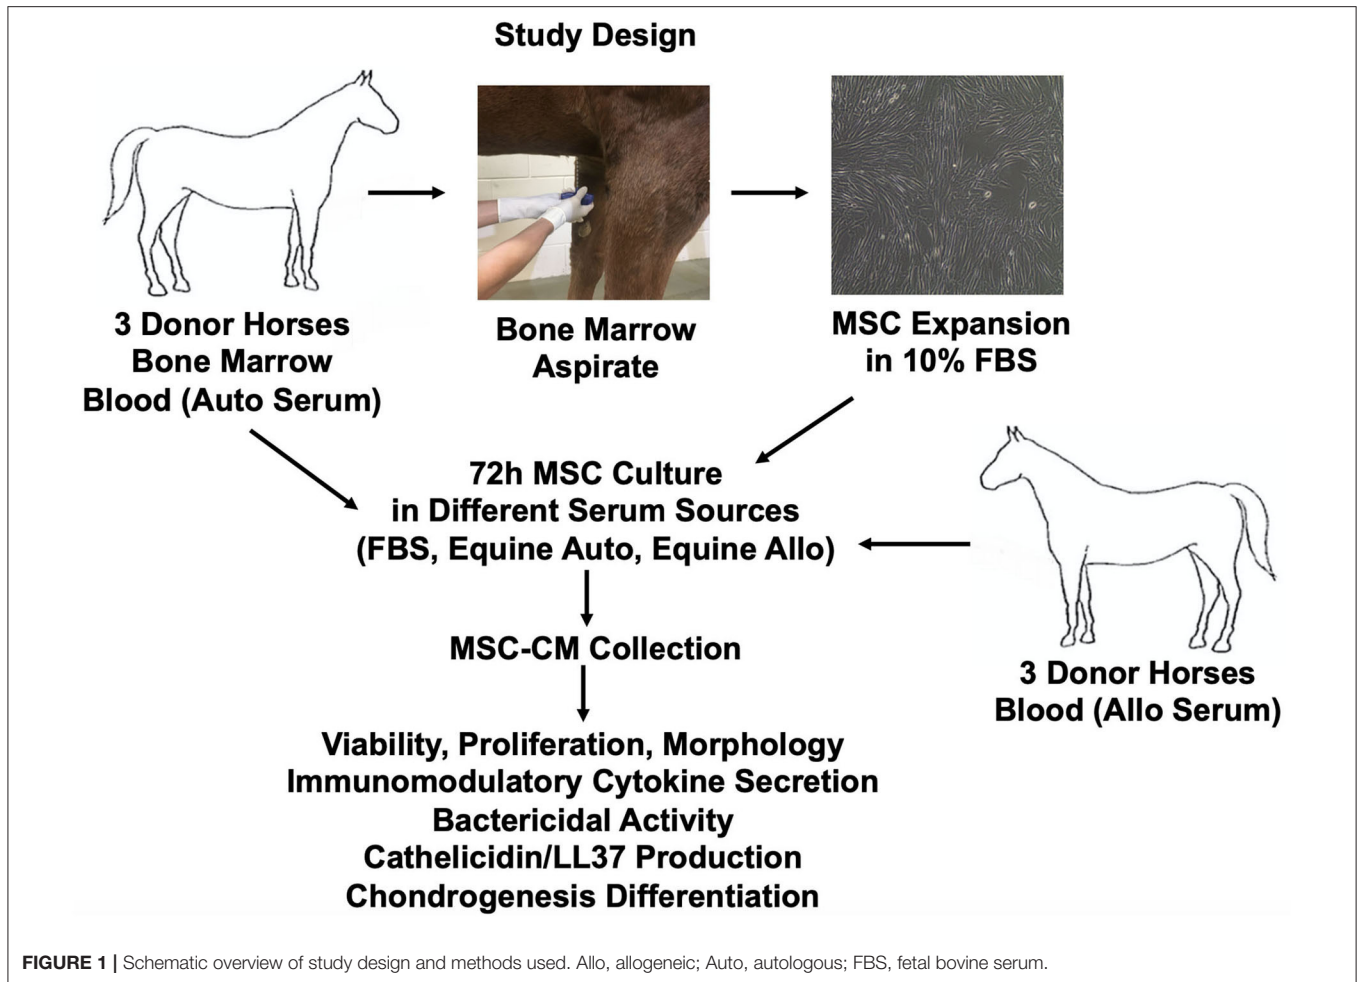 Study Design
3 Donor Horses
Bone Marrow
Blood (Auto Serum)
Bone Marrow
Aspirate
MSC Expansion
in 10% FBS
72h MSC Culture
in Different Serum Sources
(FBS, Equine Auto, Equine Allo)
3 Donor Horses
Blood (Allo Serum)
MSC-CM Collection
Viability, Proliferation, Morphology
Immunomodulatory Cytokine Secretion
Bactericidal Activity
Cathelicidin/LL37 Production
Chondrogenesis Differentiation
FIGURE 1 | Schematic overview of study design and methods used. Allo, allogeneic; Auto, autologous; FBS, fetal bovine serum.